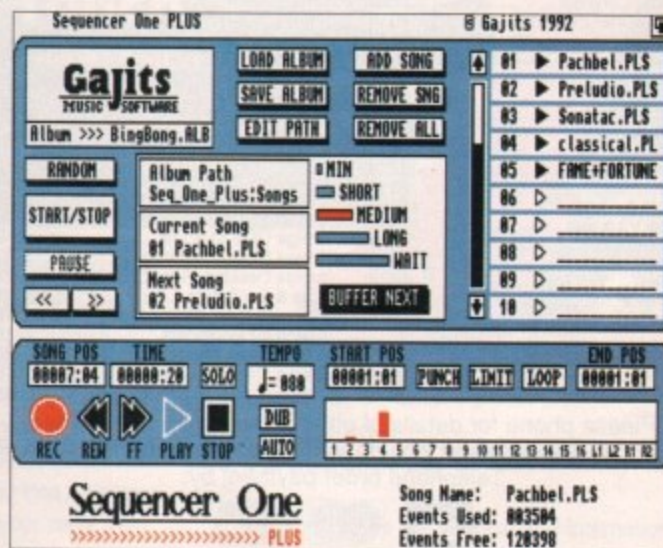 Sequencer One PLUS © Gajits 1992
Gajits
MUSIC SOFTWARE
Album >>> BingBong.ALB
LOAD ALBUM
ADD SONG
SAVE ALBUM
REMOVE SNG
EDIT PATH
REMOVE ALL
RANDOM
START/STOP
PAUSE
<< >>
Album Path
Seq_One_Plus:Songs
Current Song
01 Pachbel.PLS
Next Song
02 Preludio.PLS
MIN
SHORT
MEDIUM
LONG
WAIT
BUFFER NEXT
01 Pachbel.PLS
02 Preludio.PLS
03 Sonatac.PLS
04 classical.PL
05 FAME+FORTUNE
06
07
08
09
10
SONG POS TIME TEMPO START POS END POS
00007:04 00000:20 SOLO ♩= 080 00001:01 PUNCH LIMIT LOOP 00001:01
REC REW FF PLAY STOP
DUB
AUTO
1 2 3 4 5 6 7 8 9 10 11 12 13 14 15 16 L1 L2 R1 R2
Sequencer One
>>>>>>>>>>>>>>>>>>>>>>> PLUS
Song Name: Pachbel.PLS
Events Used: 003504
Events Free: 120398